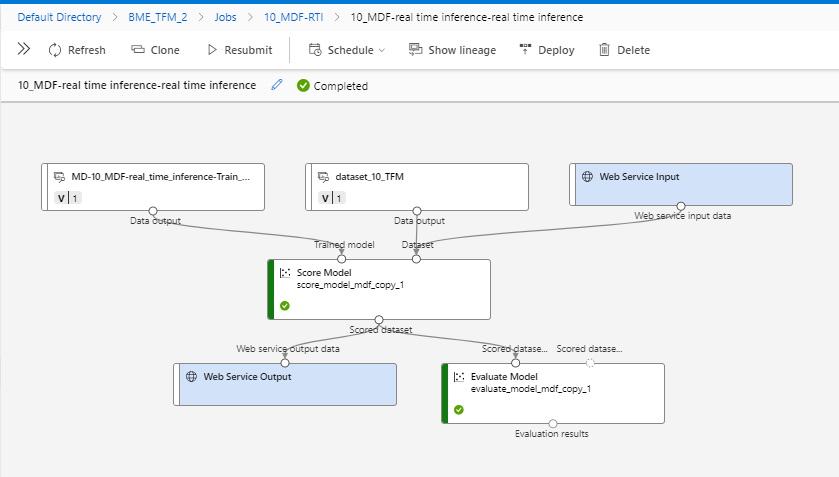 Default Directory > BME_TFM_2 > Jobs > 10_MDF-RTI > 10_MDF-real time inference-real time inference
Refresh Clone Resubmit Schedule Show lineage Deploy Delete
10_MDF-real time inference-real time inference Completed
MD-10_MDF-real_time_inference-Train_...
V 1
dataset_10_TFM
V 1
Web Service Input
Data output
Data output
Web service input data
Trained model
Dataset
Score Model
score_model_mdf_copy_1
Scored dataset
Web service output data
Scored datase...
Scored datase...
Web Service Output
Evaluate Model
evaluate_model_mdf_copy_1
Evaluation results